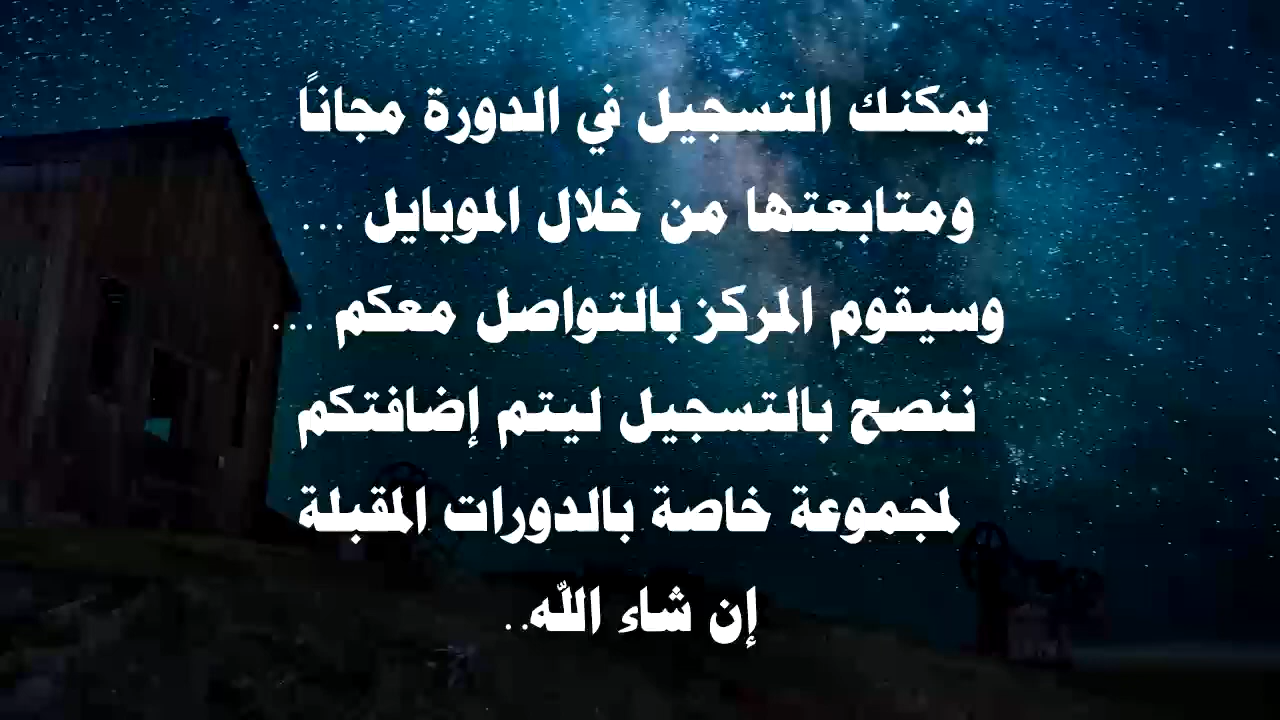 يمكنك التسجيل في الدورة مجاناً
ومتابعتها من خلال الموبايل ...
وسيقوم المركز بالتواصل معكم ...
ننصح بالتسجيل ليتم إضافتكم
لمجموعة خاصة بالدورات المقبلة
إن شاء الله..